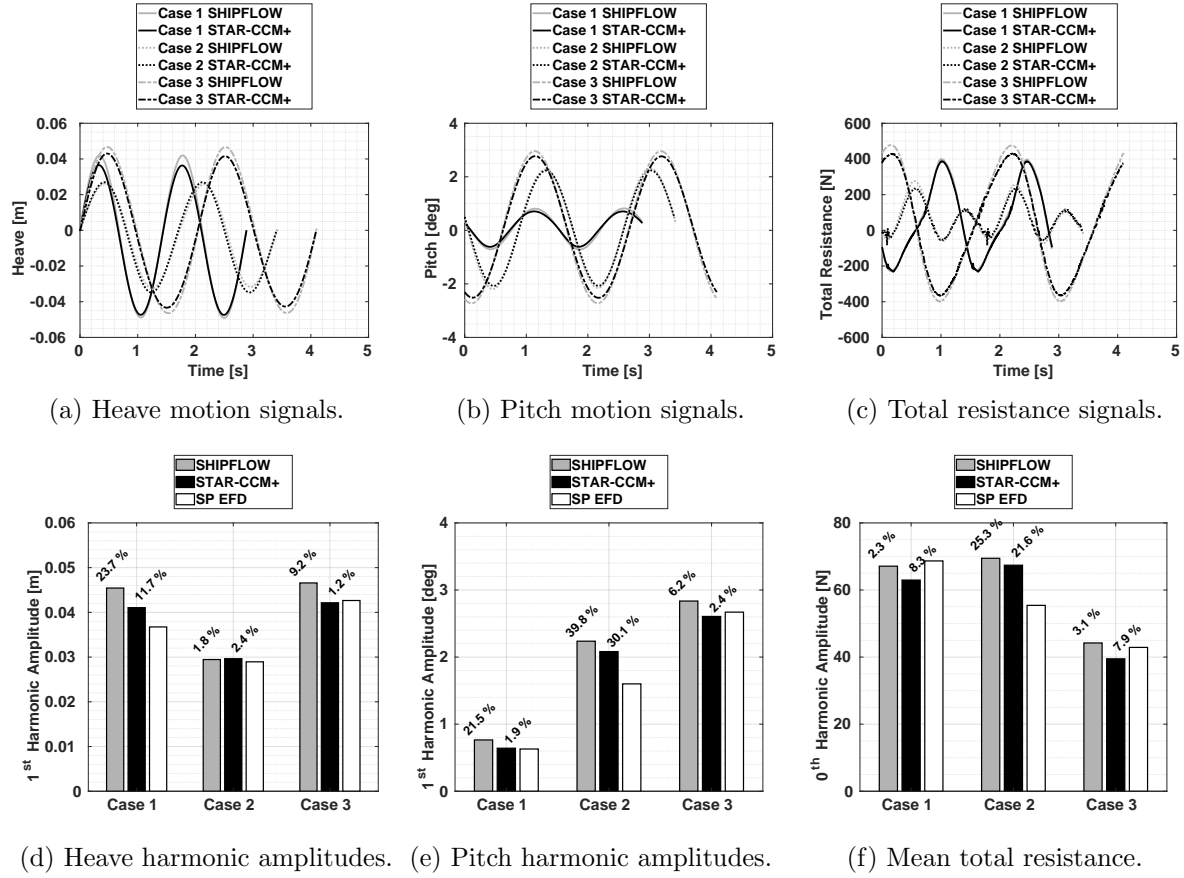 Case 1 SHIPFLOW
Case 1 STAR-CCM+
Case 2 SHIPFLOW
Case 2 STAR-CCM+
Case 3 SHIPFLOW
Case 3 STAR-CCM+
0.06
0.04
0.02
0
-0.02
-0.04
-0.06
Heave [m]
0 1 2 3 4 5
Time [s]
(a) Heave motion signals.
Case 1 SHIPFLOW
Case 1 STAR-CCM+
Case 2 SHIPFLOW
Case 2 STAR-CCM+
Case 3 SHIPFLOW
Case 3 STAR-CCM+
4
2
0
-2
-4
Pitch [deg]
0 1 2 3 4 5
Time [s]
(b) Pitch motion signals.
Case 1 SHIPFLOW
Case 1 STAR-CCM+
Case 2 SHIPFLOW
Case 2 STAR-CCM+
Case 3 SHIPFLOW
Case 3 STAR-CCM+
600
400
200
0
-200
-400
-600
Total Resistance [N]
0 1 2 3 4 5
Time [s]
(c) Total resistance signals.
SHIPFLOW
STAR-CCM+
SP EFD
0.06
0.05
0.04
0.03
0.02
0.01
0
1st Harmonic Amplitude [m]
23.7 %
11.7 %
1.8 %
2.4 %
9.2 %
1.2 %
Case 1 Case 2 Case 3
(d) Heave harmonic amplitudes.
SHIPFLOW
STAR-CCM+
SP EFD
4
3
2
1
0
1st Harmonic Amplitude [deg]
21.5 %
1.9 %
39.8 %
30.1 %
6.2 %
2.4 %
Case 1 Case 2 Case 3
(e) Pitch harmonic amplitudes.
SHIPFLOW
STAR-CCM+
SP EFD
80
60
40
20
0
0th Harmonic Amplitude [N]
2.3 %
8.3 %
25.3 %
21.6 %
3.1 %
7.9 %
Case 1 Case 2 Case 3
(f) Mean total resistance.